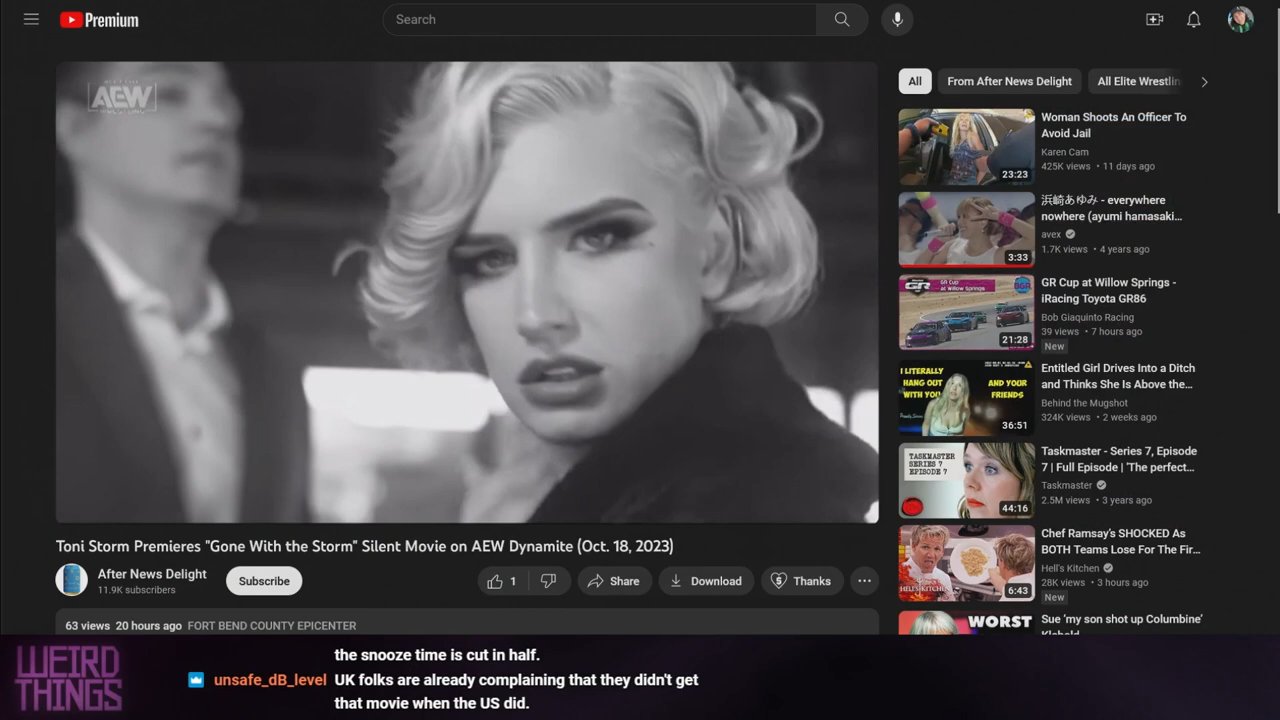 Premium
Search
AEW
Toni Storm Premieres "Gone With the Storm" Silent Movie on AEW Dynamite (Oct. 18, 2023)
After News Delight
11.9K subscribers
Subscribe
1
Share
Download
Thanks
63 views 20 hours ago FORT BEND COUNTY EPICENTER
All
From After News Delight
All Elite Wrestlin
23:23
Woman Shoots An Officer To
Avoid Jail
Karen Cam
425K views • 11 days ago
3:33
浜崎あゆみ - everywhere
nowhere (ayumi hamasaki...
avex
1.7K views • 4 years ago
GR
GR Cup
at Willow Springs
BGR
21:28
GR Cup at Willow Springs -
iRacing Toyota GR86
Bob Giaquinto Racing
39 views • 7 hours ago
New
I LITERALLY
HANG OUT
WITH YOU
AND YOUR
FRIENDS
36:51
Entitled Girl Drives Into a Ditch
and Thinks She Is Above the...
Behind the Mugshot
324K views • 2 weeks ago
TASKMASTER
SERIES 7
EPISODE 7
44:16
Taskmaster - Series 7, Episode
7 | Full Episode | 'The perfect...
Taskmaster
2.5M views • 3 years ago
HELL'S KITCHEN
6:43
Chef Ramsay's SHOCKED As
BOTH Teams Lose For The Fir...
Hell's Kitchen
28K views • 3 hours ago
New
WORST
Sue 'my son shot up Columbine'
Klebold
WEIRD
THINGS
the snooze time is cut in half.
unsafe_dB_level UK folks are already complaining that they didn't get
that movie when the US did.